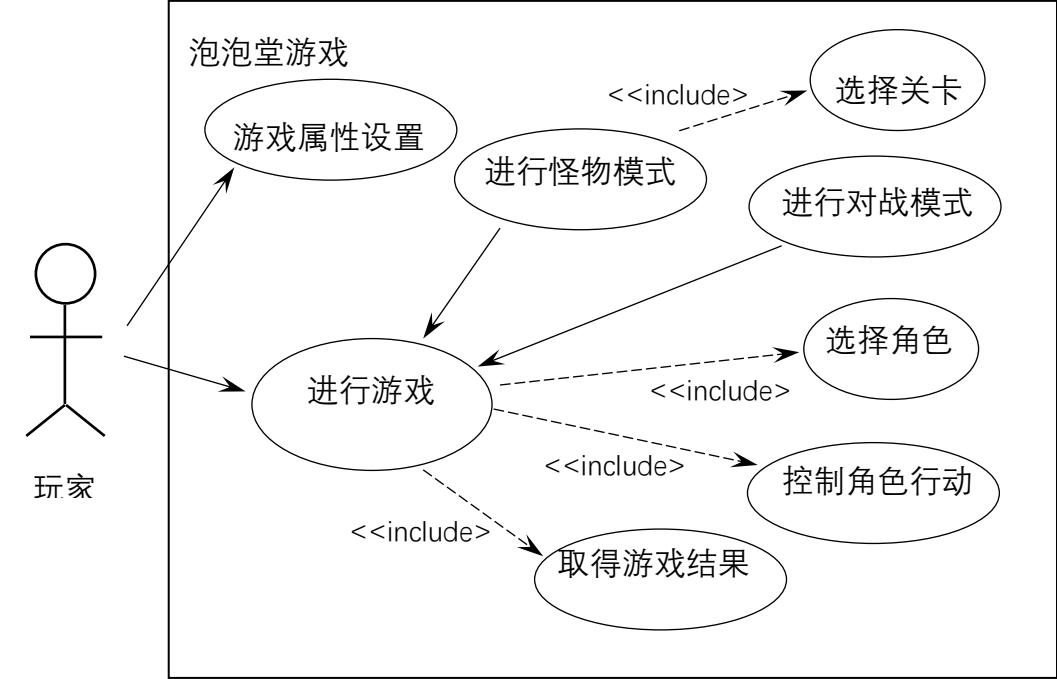 泡泡堂游戏
游戏属性设置
<<include>
选择关卡
进行怪物模式
进行对战模式
进行游戏
选择角色
<<include>
<<include>
控制角色行动
<<include>
取得游戏结果
玩家